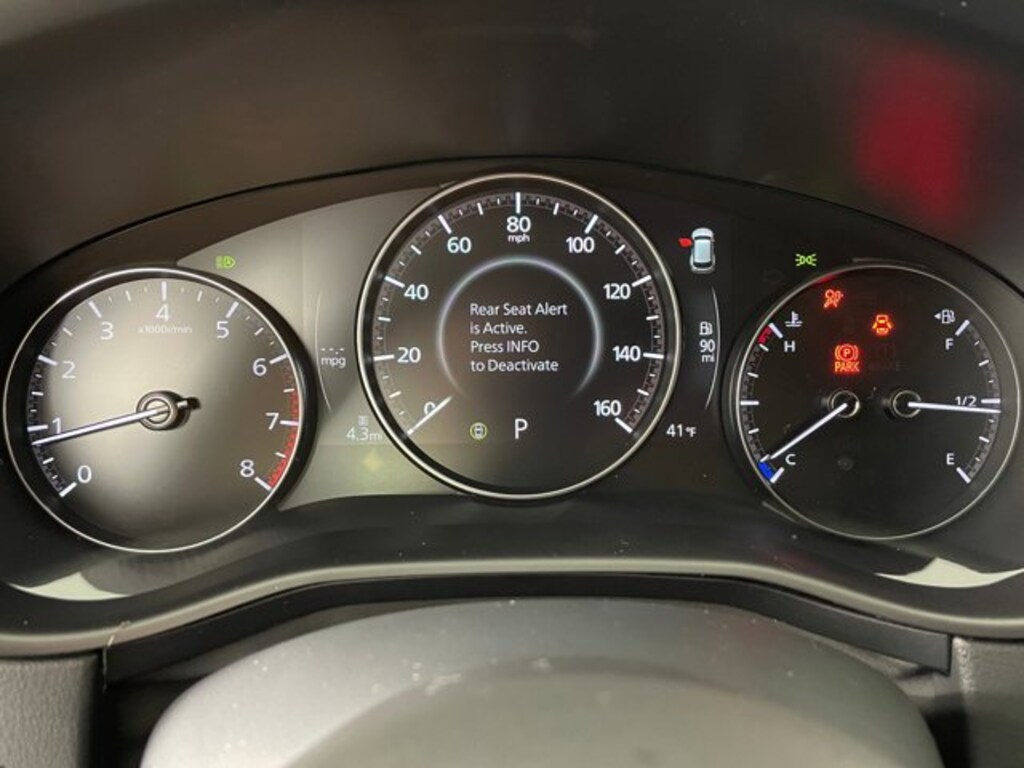 0
1
2
3
4
5
6
7
8
x1000r/min
mpg
4.3mi
0
20
40
60
80
mph
100
120
140
160
Rear Seat Alert
is Active.
Press INFO
to Deactivate
P
90
mi
41°F
H
C
P
PARK
F
1/2
E